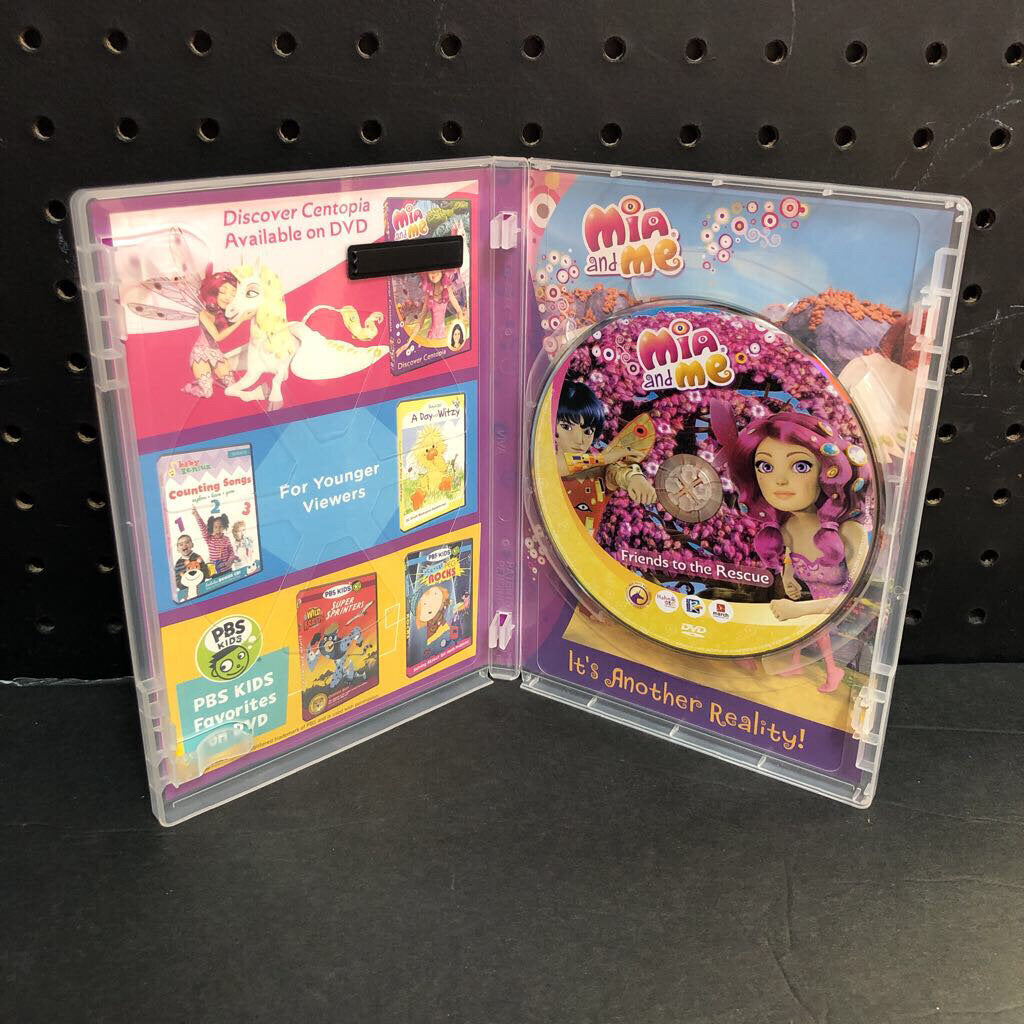 Discover Centopia
Available on DVD
Mia
and me
Discover Centopia
baby
genius
Counting Songs
1 2 3
For Younger
Viewers
A Day with Witzy
PBS
KIDS
PBS KIDS
Favorites
on DVD
PBS KIDS
SUPER
SPRINTERS
PBS KIDS
ROCKS
Mia
and me
Mia
and me
Friends to the Rescue
DVD
It's Another Reality!